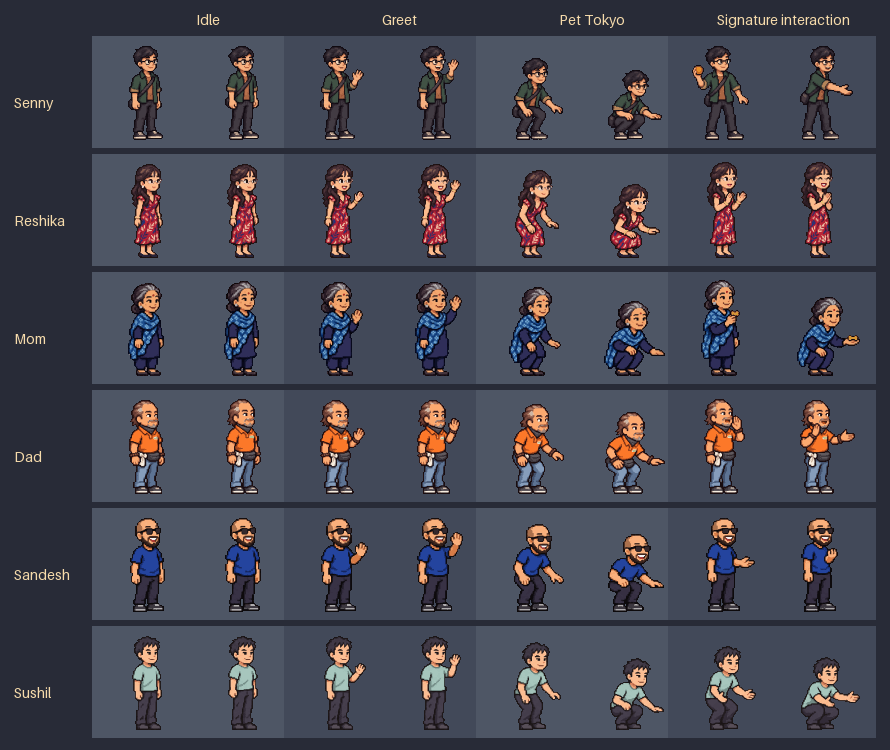 Idle Greet Pet Tokyo Signature interaction
Senny
Reshika
Mom
Dad
Sandesh
Sushil